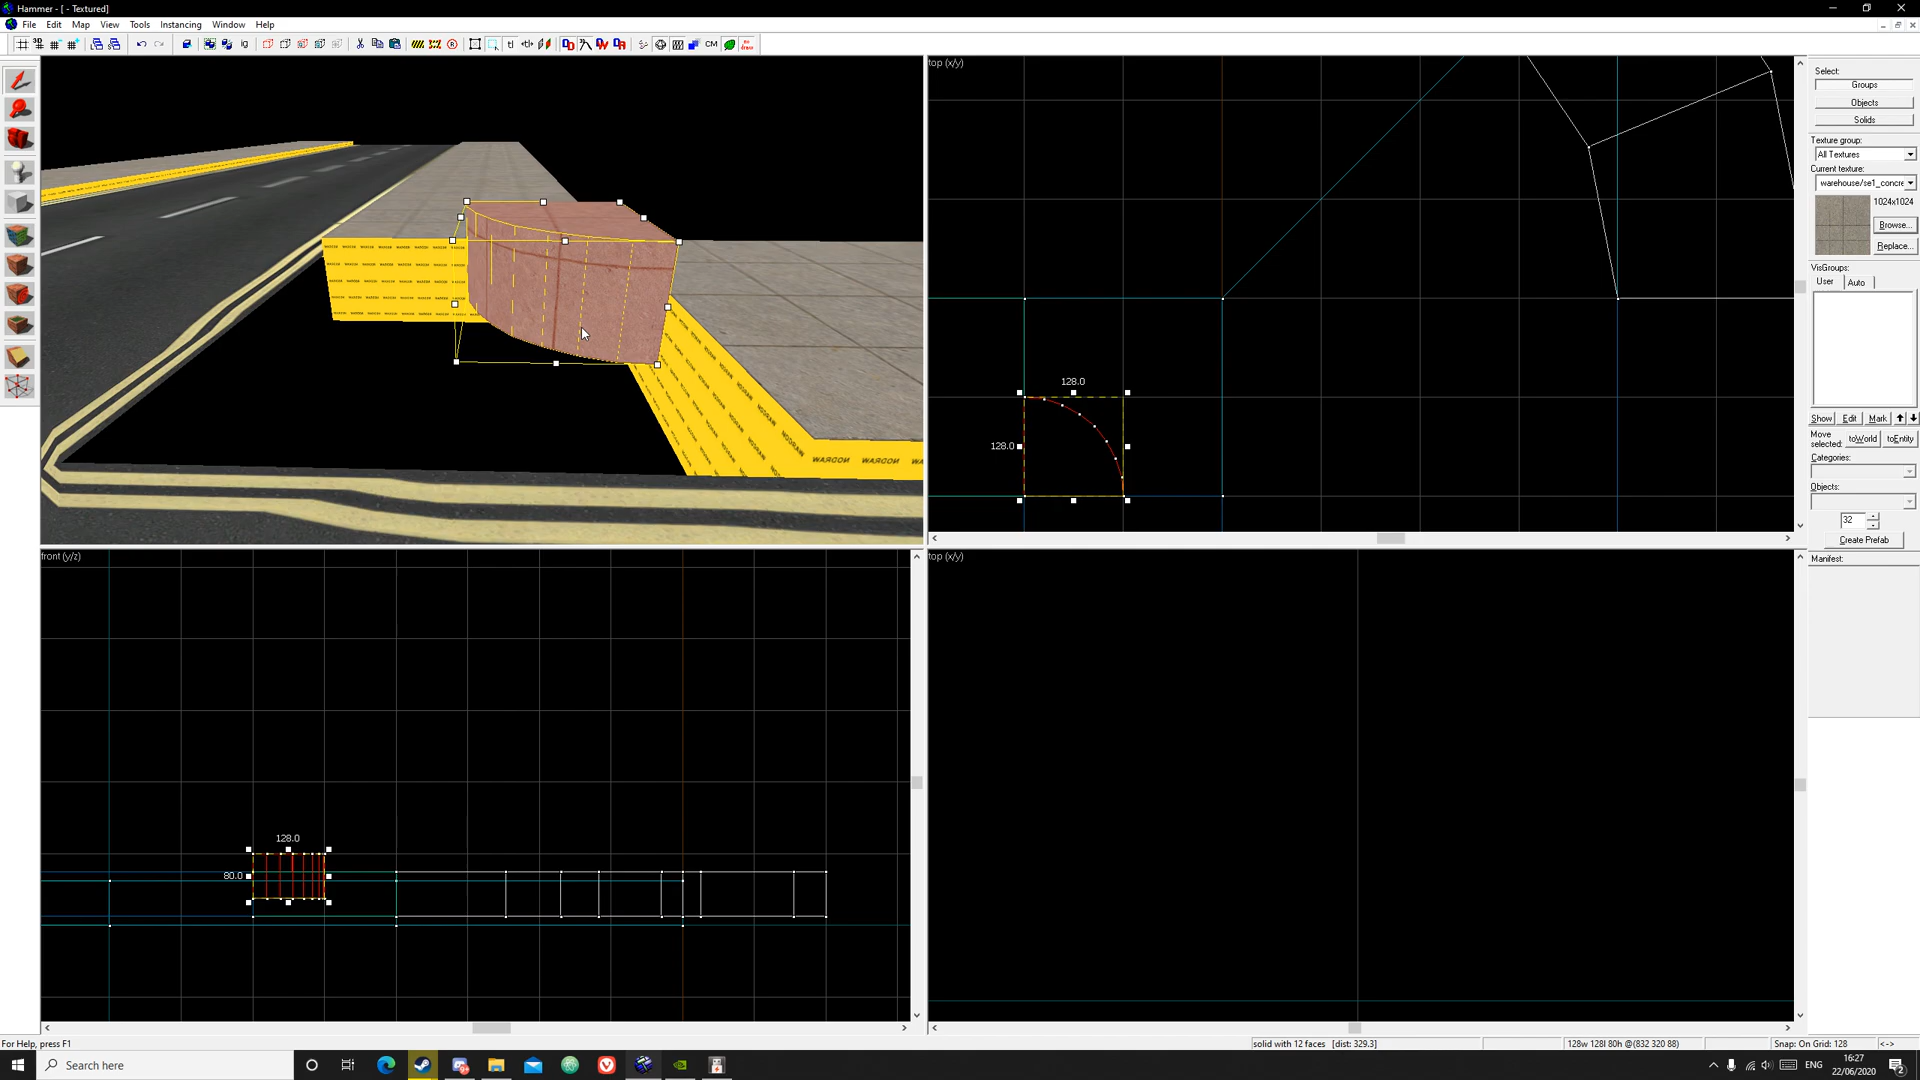 Hammer - [ - Textured]
File Edit Map View Tools Instancing Window Help
top (x/y)
128.0
128.0
front (y/z)
128.0
80.0
top (x/y)
Select:
Groups
Objects
Solids
Texture group:
All Textures
Current texture:
warehouse/se1_concre
1024x1024
Browse...
Replace...
VisGroups:
User Auto
Show Edit Mark
Move selected: toWorld toEntity
Categories:
Objects:
32
Create Prefab
Manifest:
For Help, press F1
solid with 12 faces [dist: 329.3]
128w 128l 80h @(832 320 88)
Snap: On Grid: 128
<->
Search here
ENG
16:27
22/06/2020